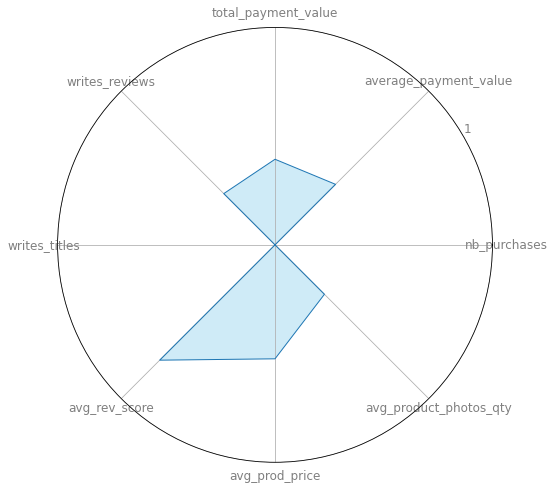 total_payment_value
writes_reviews
average_payment_value
1
writes_titles
nb_purchases
avg_rev_score
avg_product_photos_qty
avg_prod_price